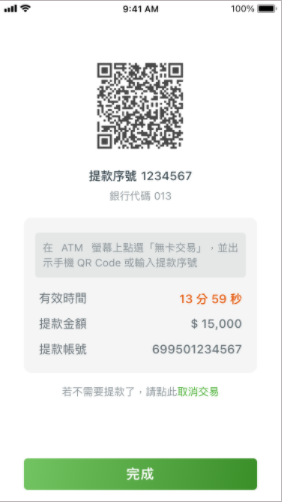 9:41 AM
100%
提款序號 1234567
銀行代碼 013
在 ATM 螢幕上點選「無卡交易」，並出
示手機 QR Code 或輸入提款序號
有效時間 13 分 59 秒
提款金額 $ 15,000
提款帳號 699501234567
若不需要提款了，請點此取消交易
完成